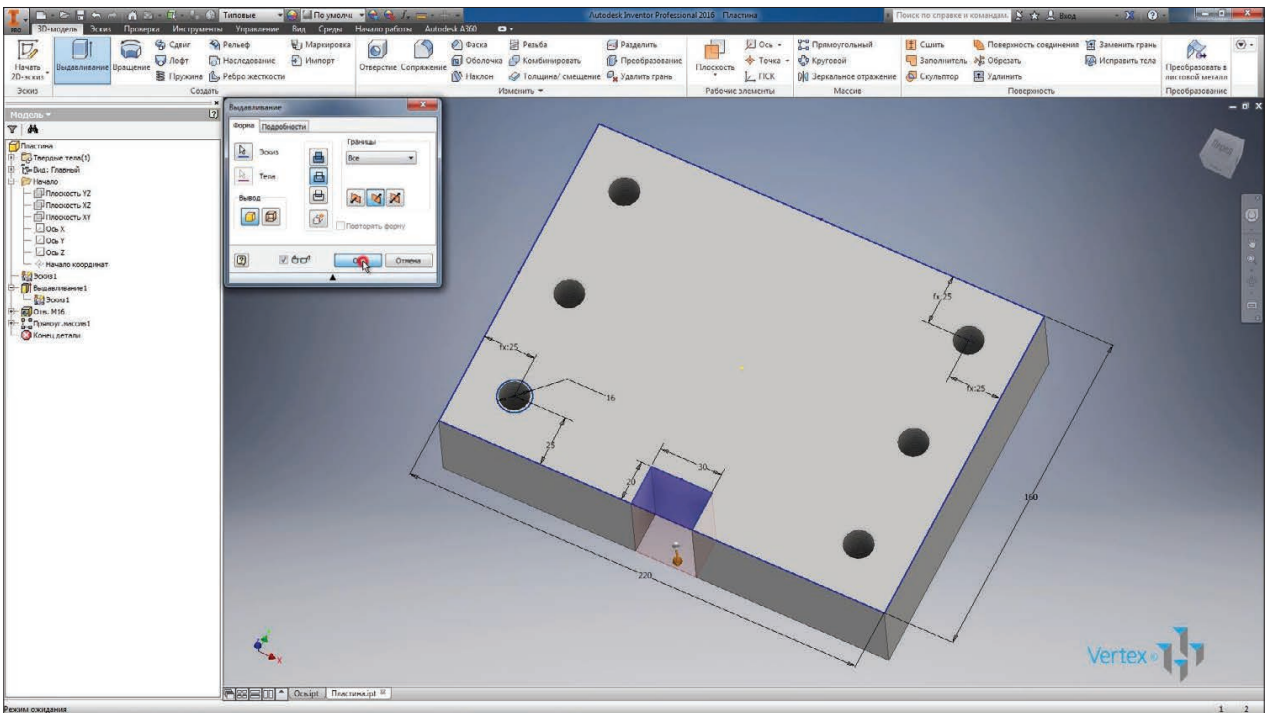 Типовые По умолч Autodesk Inventor Professional 2016 Пластина Поиск по справке и командам. Вход
3D-модель Эскиз Проверка Инструменты Управление Вид Среды Начало работы Autodesk A360
Начать 2D-эскиз
Выдавливание
Вращение
Сдвиг
Лофт
Пружина
Рельеф
Наследование
Ребро жесткости
Маркировка
Импорт
Отверстие
Сопряжение
Фаска
Оболочка
Наклон
Резьба
Комбинировать
Толщина/ смещение
Разделить
Преобразование
Удалить грань
Плоскость
Ось
Точка
ПСК
Прямоугольный
Круговой
Зеркальное отражение
Сшить
Заполнитель
Скульптор
Поверхность соединения
Обрезать
Удлинить
Заменить грань
Исправить тела
Преобразовать в листовой металл
Эскиз Создать Изменить Рабочие элементы Массив Поверхность Преобразование
Модель
Пластина
Твердые тела(1)
Вид: Главный
Начало
Плоскость YZ
Плоскость XZ
Плоскость XY
Ось X
Ось Y
Ось Z
Начало координат
Эскиз1
Выдавливание1
Эскиз1
Отв. M16
Прямоуг.массив1
Конец детали
Выдавливание
Форма Подробности
Эскиз
Тела
Вывод
Границы
Все
Повторять форму
Отмена
fx:25
fx:25
fx:25
16
25
30
20
160
220
X
Vertex
Ось.ipt Пластина.ipt
Режим ожидания 1 2